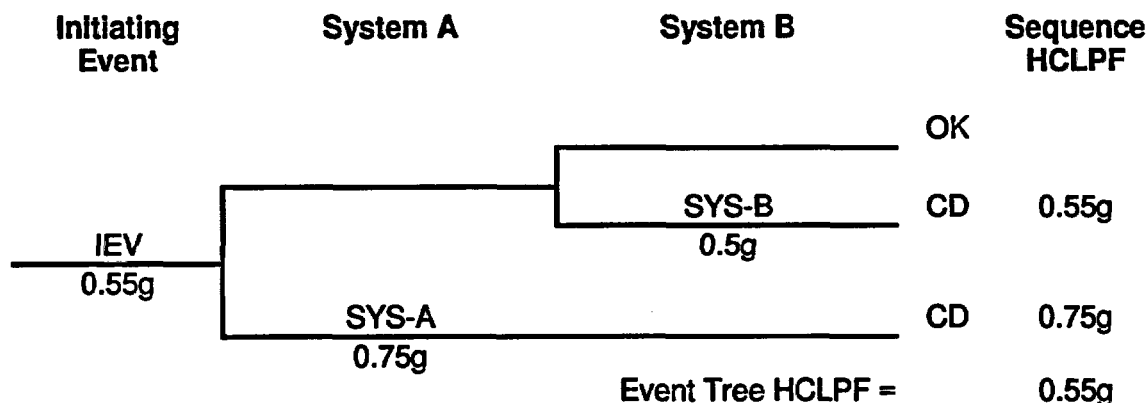 Initiating Event
System A
System B
Sequence HCLPF
OK
SYS-B
CD
0.55g
0.5g
IEV
0.55g
SYS-A
CD
0.75g
0.75g
Event Tree HCLPF =
0.55g